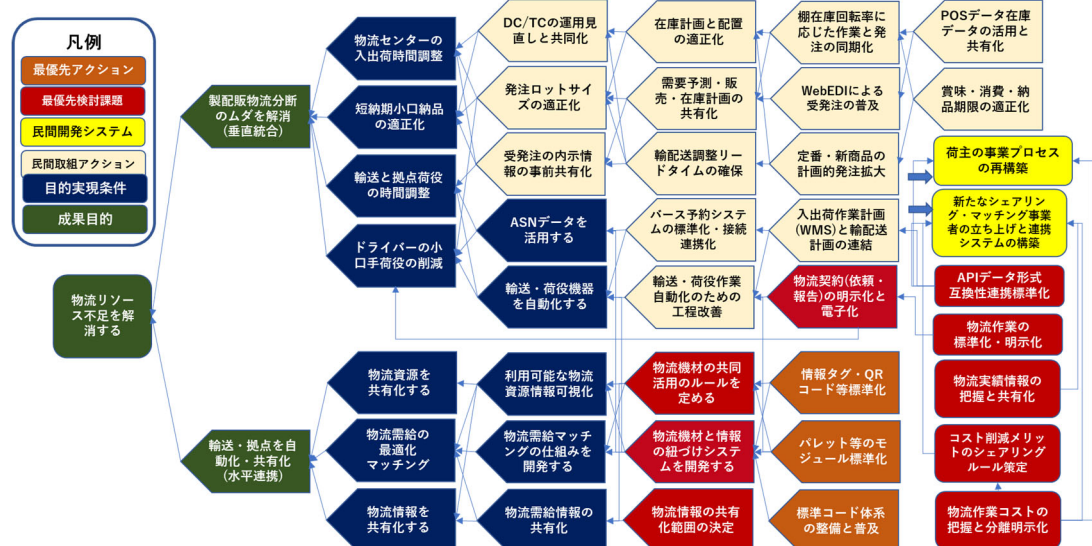 凡例
最優先アクション
最優先検討課題
民間開発システム
民間取組アクション
目的実現条件
成果目的
物流リソー
ス不足を解
消する
製配販物流分断
のムダを解消
(垂直統合)
輸送・拠点を自
動化・共有化
(水平連携)
物流センターの
入出荷時間調整
短納期小口納品
の適正化
輸送と拠点荷役
の時間調整
ドライバーの小
口手荷役の削減
物流資源を
共有化する
物流需給の
最適化
マッチング
物流情報を
共有化する
DC/TCの運用見
直しと共同化
発注ロットサイ
ズの適正化
受発注の内示情
報の事前共有化
ASNデータを
活用する
輸送・荷役機器
を自動化する
利用可能な物流
資源情報可視化
物流需給マッチ
ングの仕組みを
開発する
物流需給情報の
共有化
在庫計画と配置
の適正化
需要予測・販
売・在庫計画の
共有化
輸配送調整リー
ドタイムの確保
バース予約システ
ムの標準化・接続
連携化
輸送・荷役作業
自動化のための
工程改善
物流機材の共同
活用のルールを
定める
物流機材と情報
の紐づけシステ
ムを開発する
物流情報の共有
化範囲の決定
棚在庫回転率に
応じた作業と発
注の同期化
WebEDIによる
受発注の普及
定番・新商品の
計画的発注拡大
入出荷作業計画
(WMS)と輸配送
計画の連結
物流契約(依頼・
報告)の明示化と
電子化
情報タグ・QR
コード等標準化
パレット等のモ
ジュール標準化
標準コード体系
の整備と普及
POSデータ在庫
データの活用と
共有化
賞味・消費・納
品期限の適正化
荷主の事業プロセス
の再構築
新たなシェアリン
グ・マッチング事業
者の立ち上げと連携
システムの構築
APIデータ形式
互換性連携標準化
物流作業の
標準化・明示化
物流実績情報の
把握と共有化
コスト削減メリッ
トのシェアリング
ルール策定
物流作業コストの
把握と分離明示化